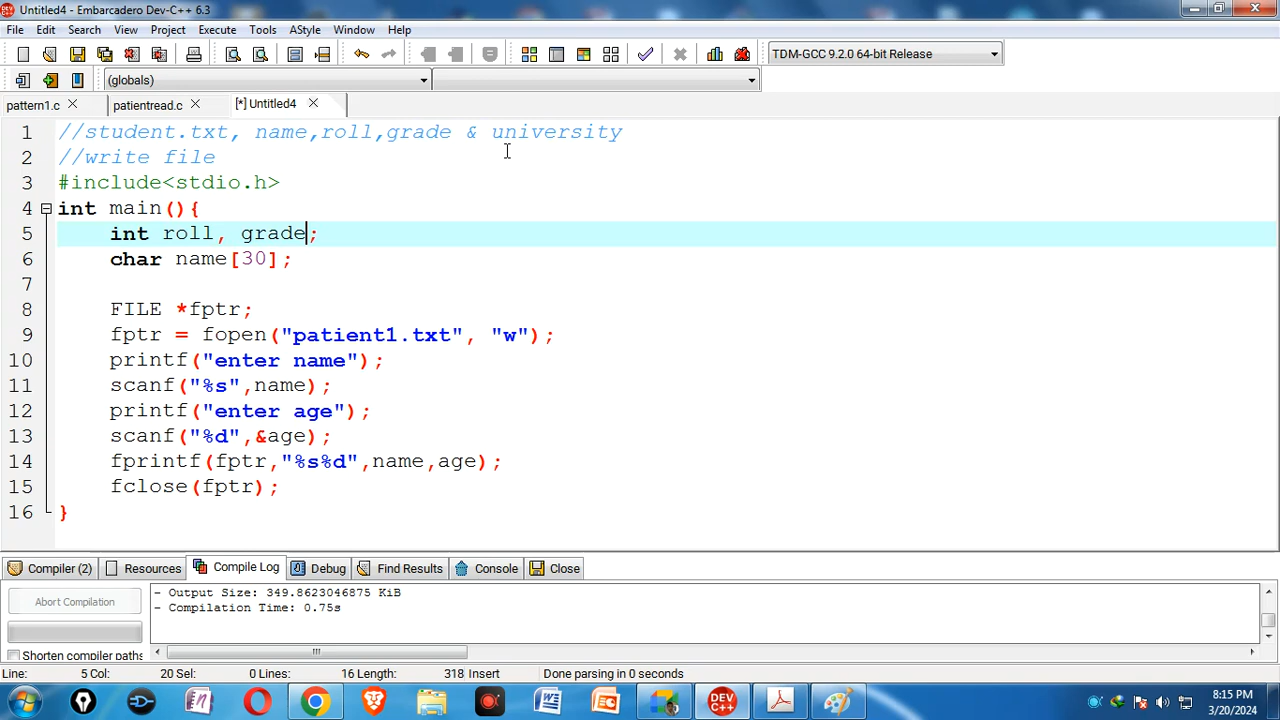 Untitled4 - Embarcadero Dev-C++ 6.3
File Edit Search View Project Execute Tools AStyle Window Help
TDM-GCC 9.2.0 64-bit Release
(globals)
pattern1.c patientread.c [*] Untitled4
1 //student.txt, name,roll,grade & university
2 //write file
3 #include<stdio.h>
4 int main(){
5 int roll, grade;
6 char name[30];
7
8 FILE *fptr;
9 fptr = fopen("patient1.txt", "w");
10 printf("enter name");
11 scanf("%s",name);
12 printf("enter age");
13 scanf("%d",&age);
14 fprintf(fptr,"%s%d",name,age);
15 fclose(fptr);
16 }
Compiler (2) Resources Compile Log Debug Find Results Console Close
Abort Compilation
Shorten compiler paths
- Output Size: 349.8623046875 KiB
- Compilation Time: 0.75s
Line: 5 Col: 20 Sel: 0 Lines: 16 Length: 318 Insert Done parsing in 0 seconds
DEV C++
8:15 PM
3/20/2024